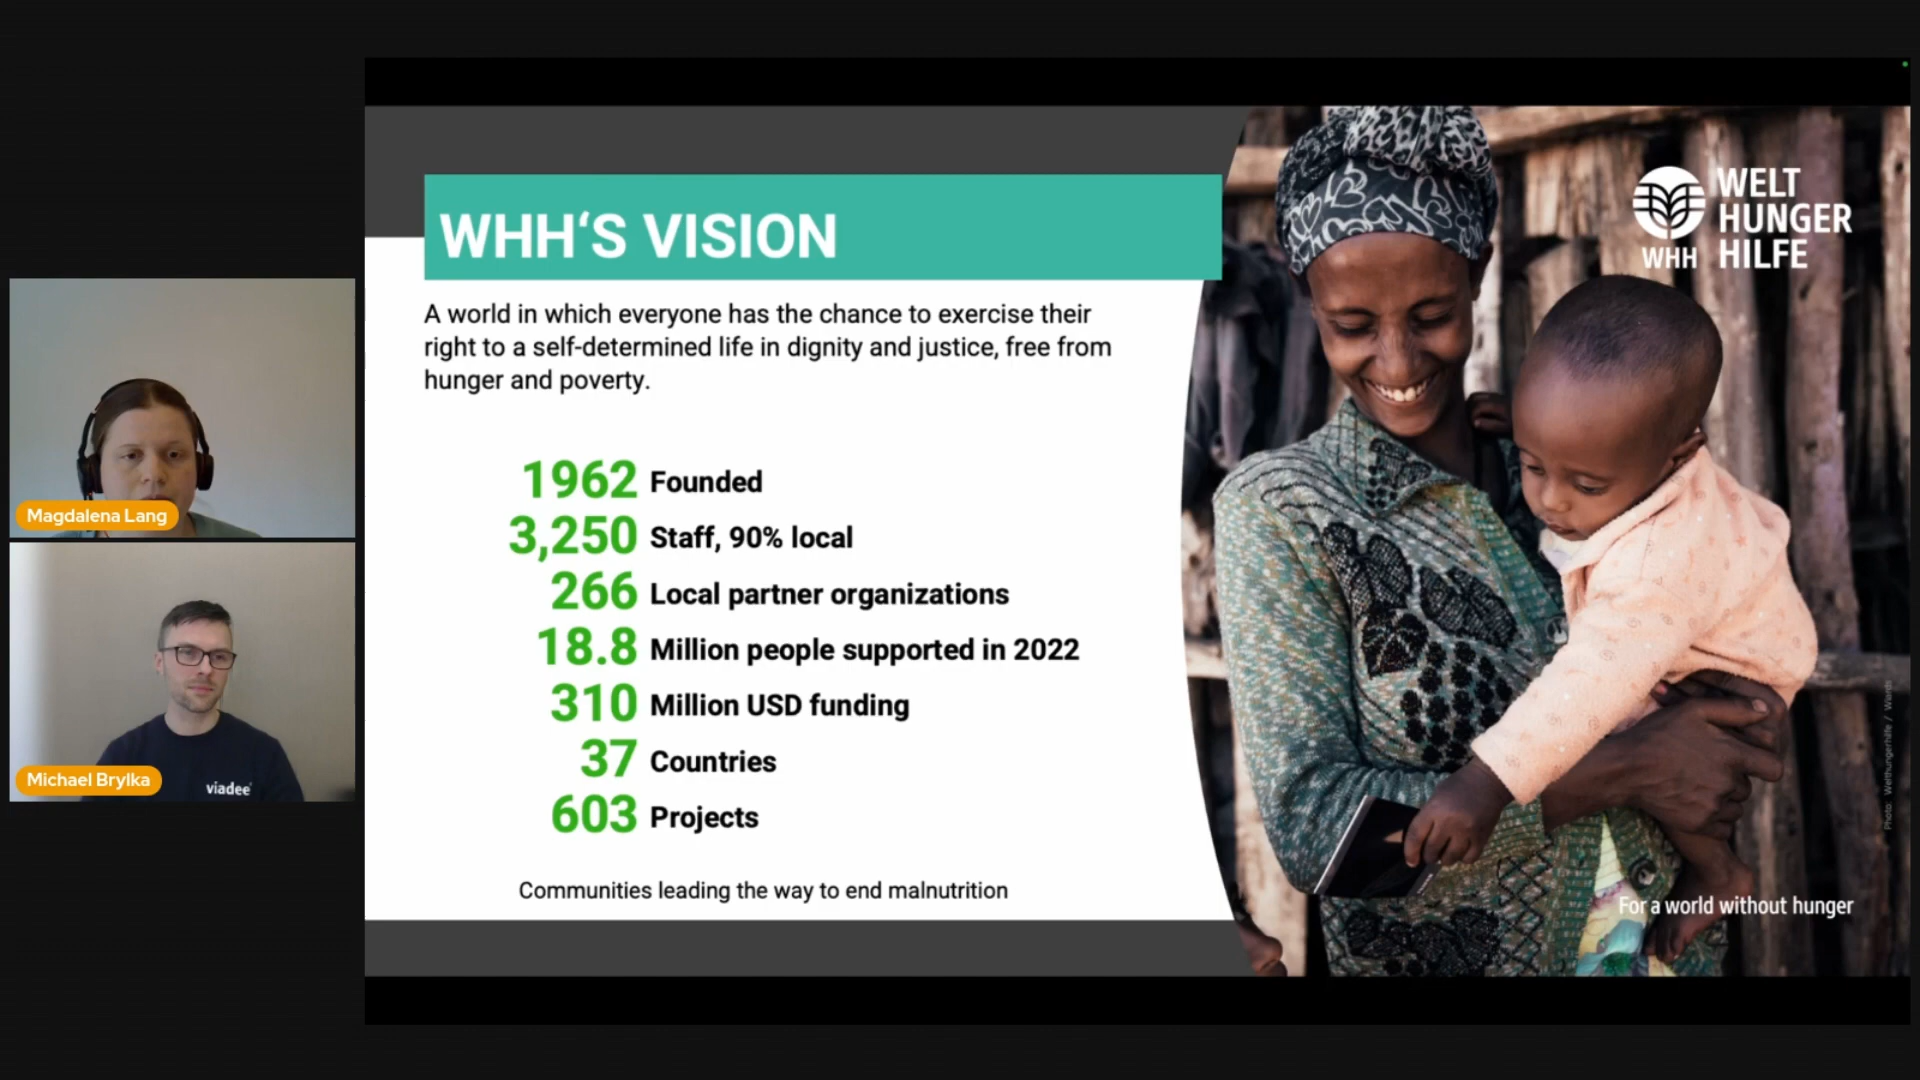 WHH‘S VISION
A world in which everyone has the chance to exercise their
right to a self-determined life in dignity and justice, free from
hunger and poverty.
1962 Founded
3,250 Staff, 90% local
266 Local partner organizations
18.8 Million people supported in 2022
310 Million USD funding
37 Countries
603 Projects
Communities leading the way to end malnutrition
WELT
HUNGER
WHH HILFE
Photo: Welthungerhilfe /
For a world without hunger
Magdalena Lang
viadee
Michael Brylka